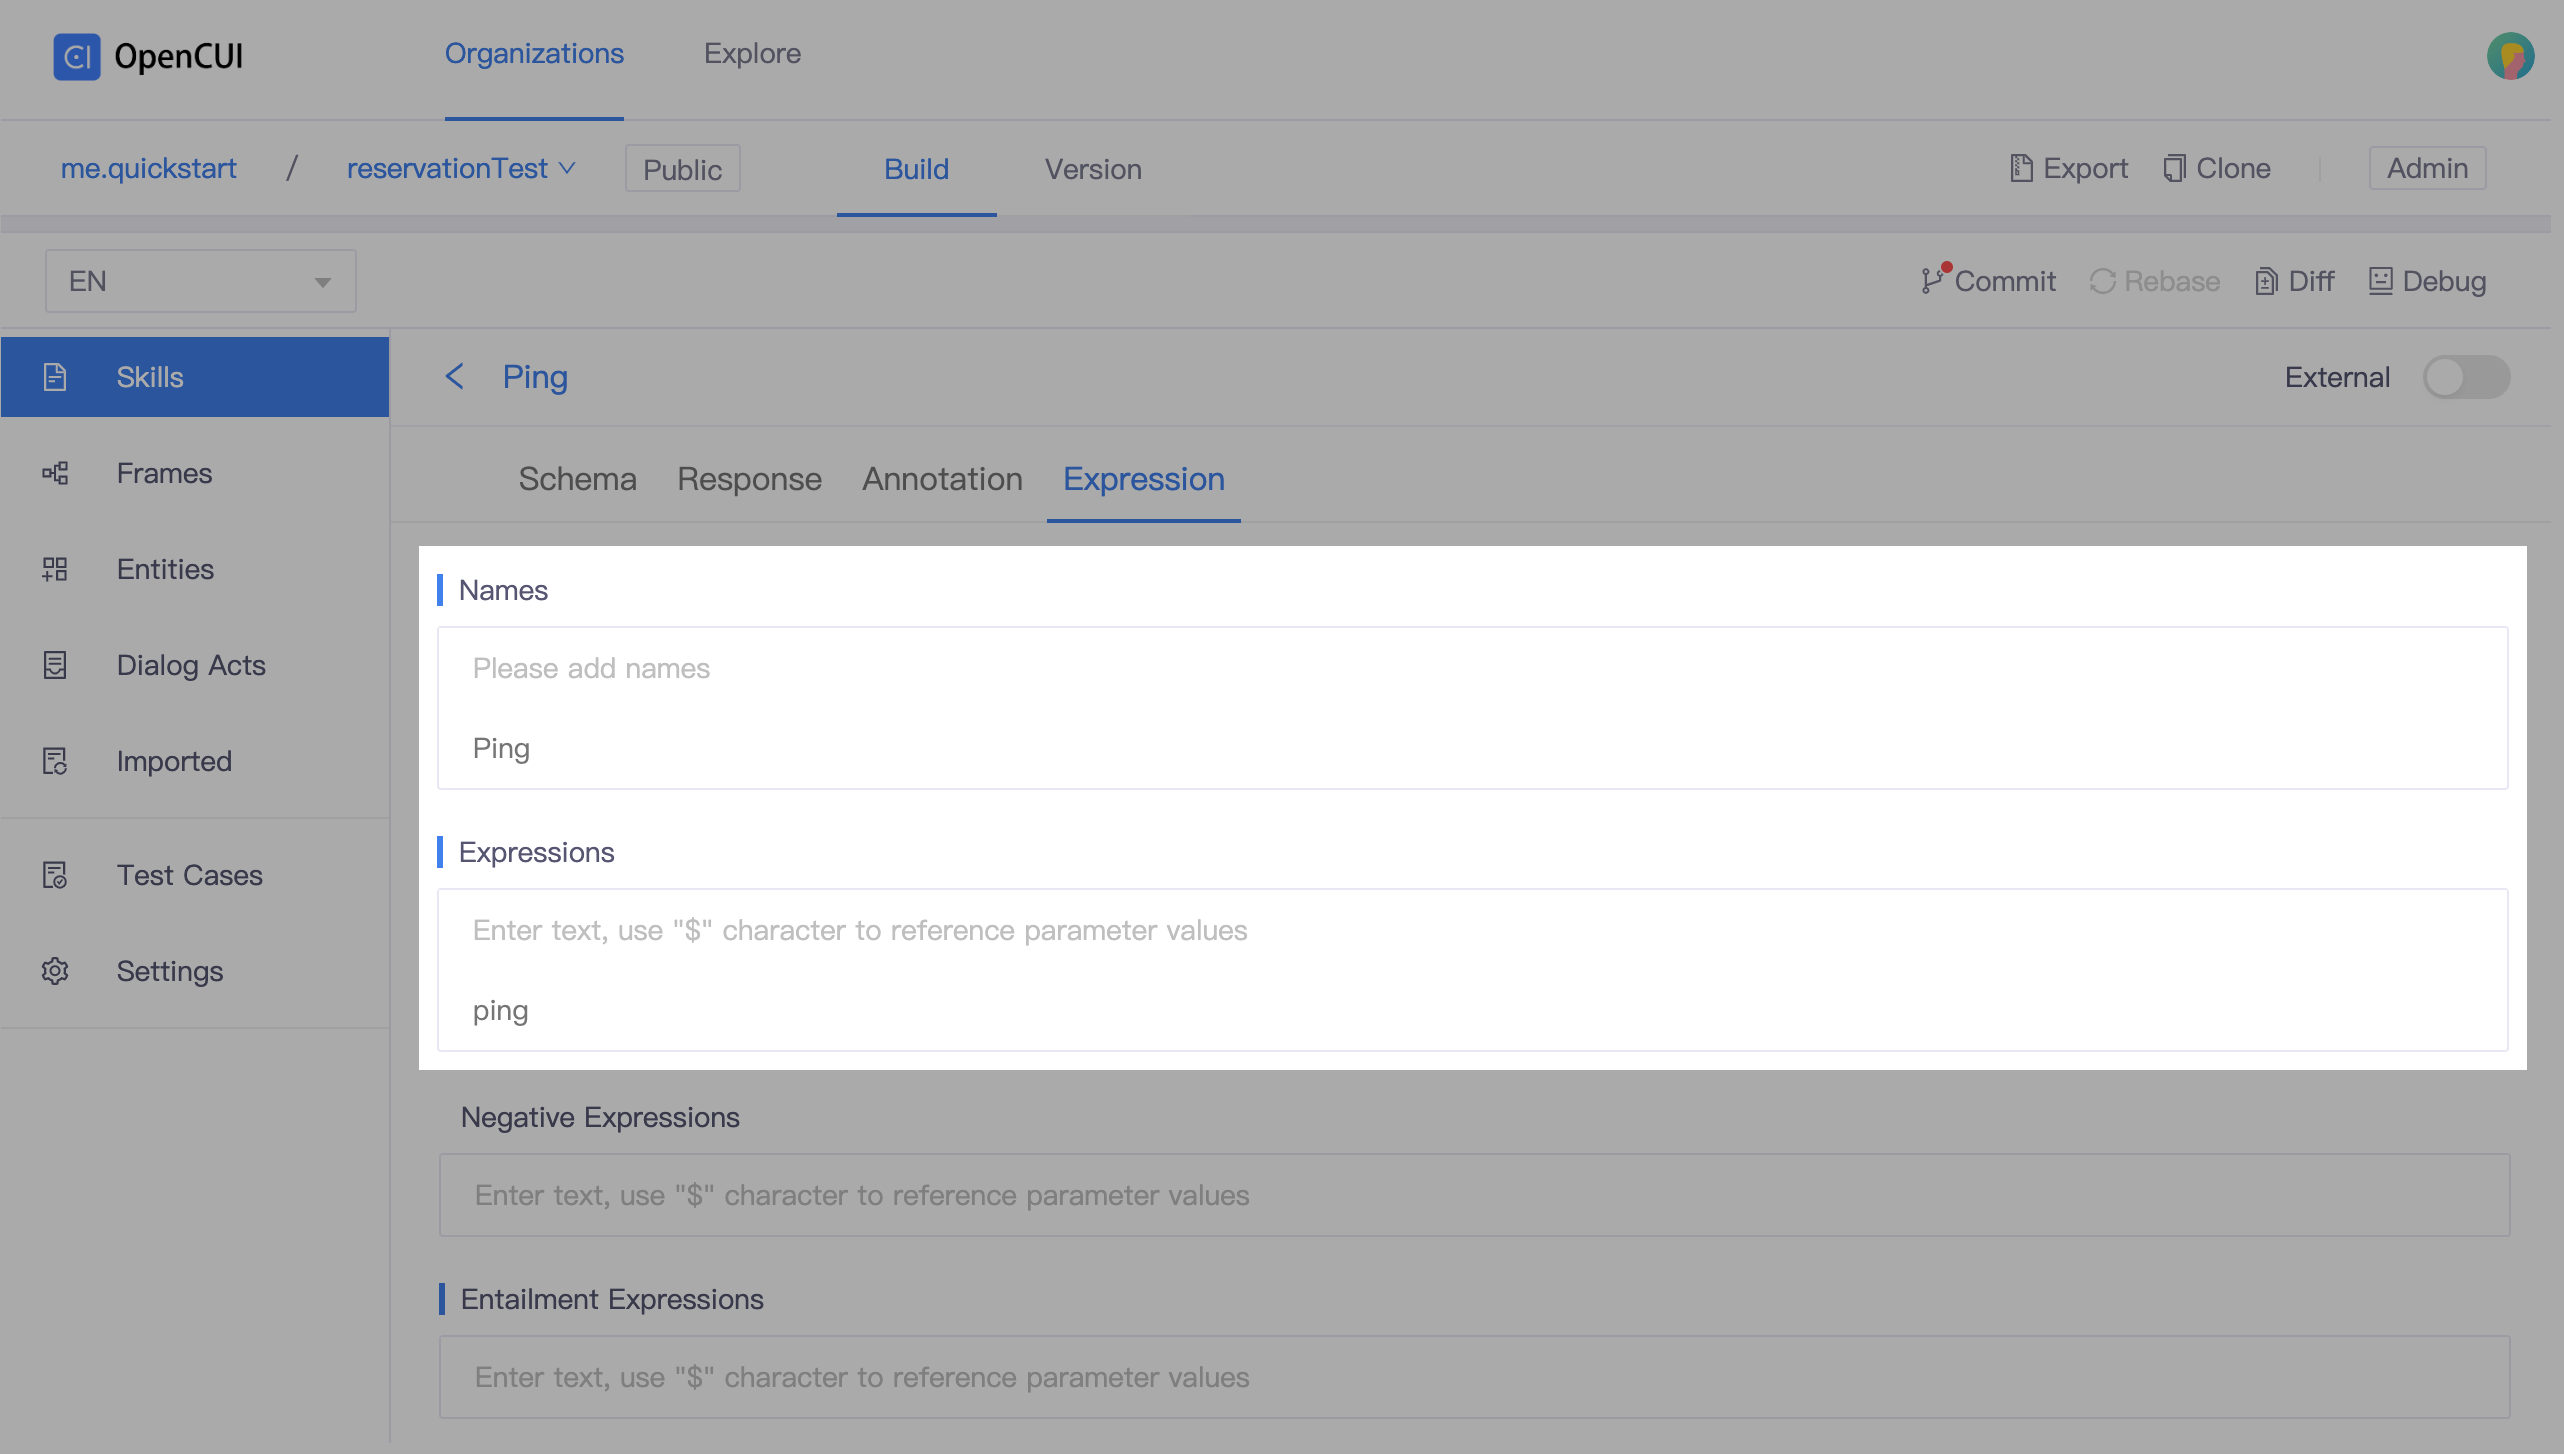 CI OpenCUI Organizations Explore
me.quickstart / reservationTest Public Build Version Export Clone Admin
EN Commit Rebase Diff Debug
Skills
Frames
Entities
Dialog Acts
Imported
Test Cases
Settings
Ping External
Schema Response Annotation Expression
Names
Please add names
Ping
Expressions
Enter text, use "$" character to reference parameter values
ping
Negative Expressions
Enter text, use "$" character to reference parameter values
Entailment Expressions
Enter text, use "$" character to reference parameter values